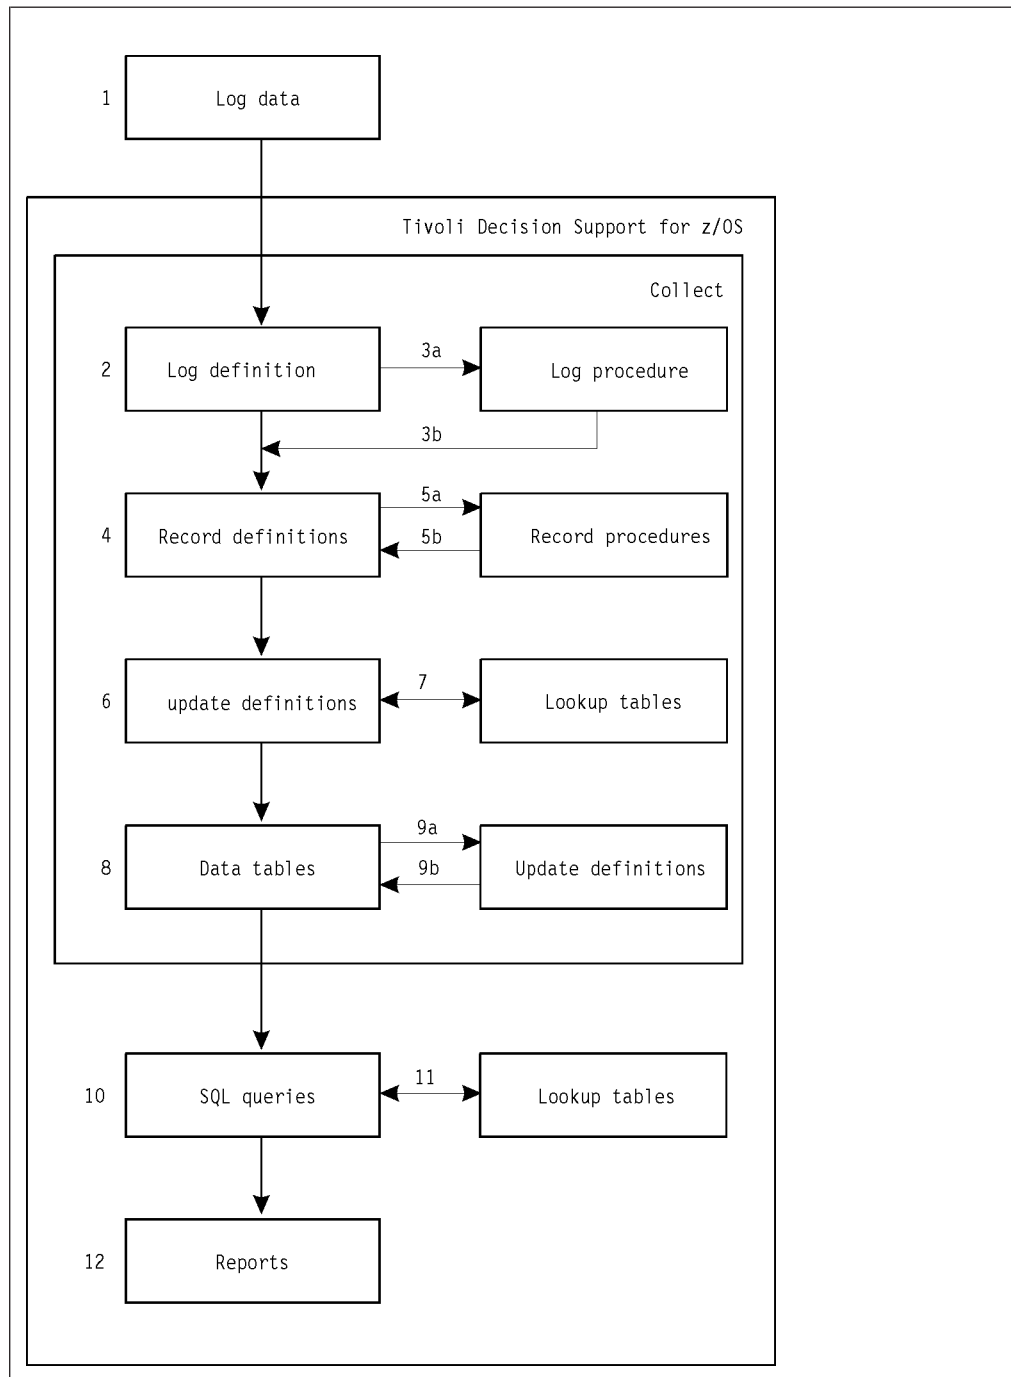 1 Log data
Tivoli Decision Support for z/OS
Collect
2 Log definition 3a Log procedure
3b
4 Record definitions 5a Record procedures
5b
6 update definitions 7 Lookup tables
8 Data tables 9a Update definitions
9b
10 SQL queries 11 Lookup tables
12 Reports